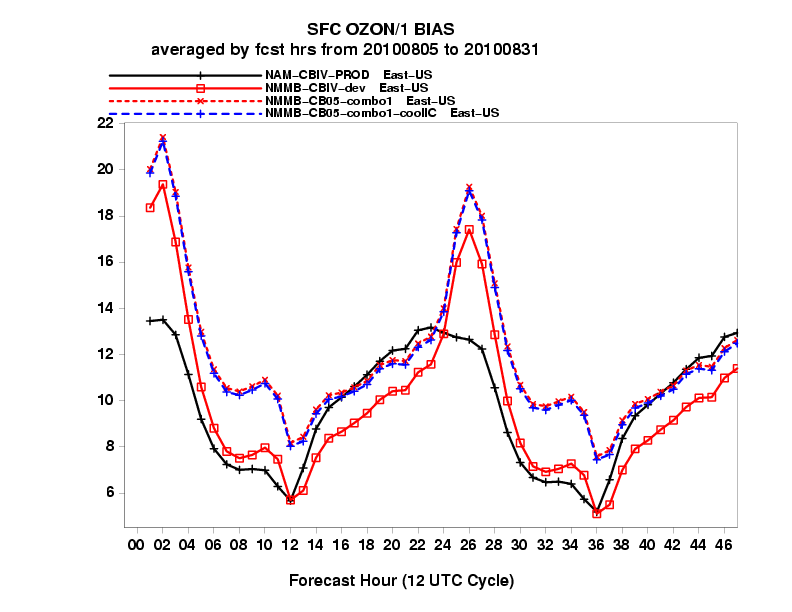 SFC OZON/1 BIAS
averaged by fcst hrs from 20100805 to 20100831
NAM-CBIV-PROD East-US
NMMB-CBIV-dev East-US
NMMB-CB05-combo1 East-US
NMMB-CB05-combo1-coolIC East-US
22
20
18
16
14
12
10
8
6
00 02 04 06 08 10 12 14 16 18 20 22 24 26 28 30 32 34 36 38 40 42 44 46
Forecast Hour (12 UTC Cycle)